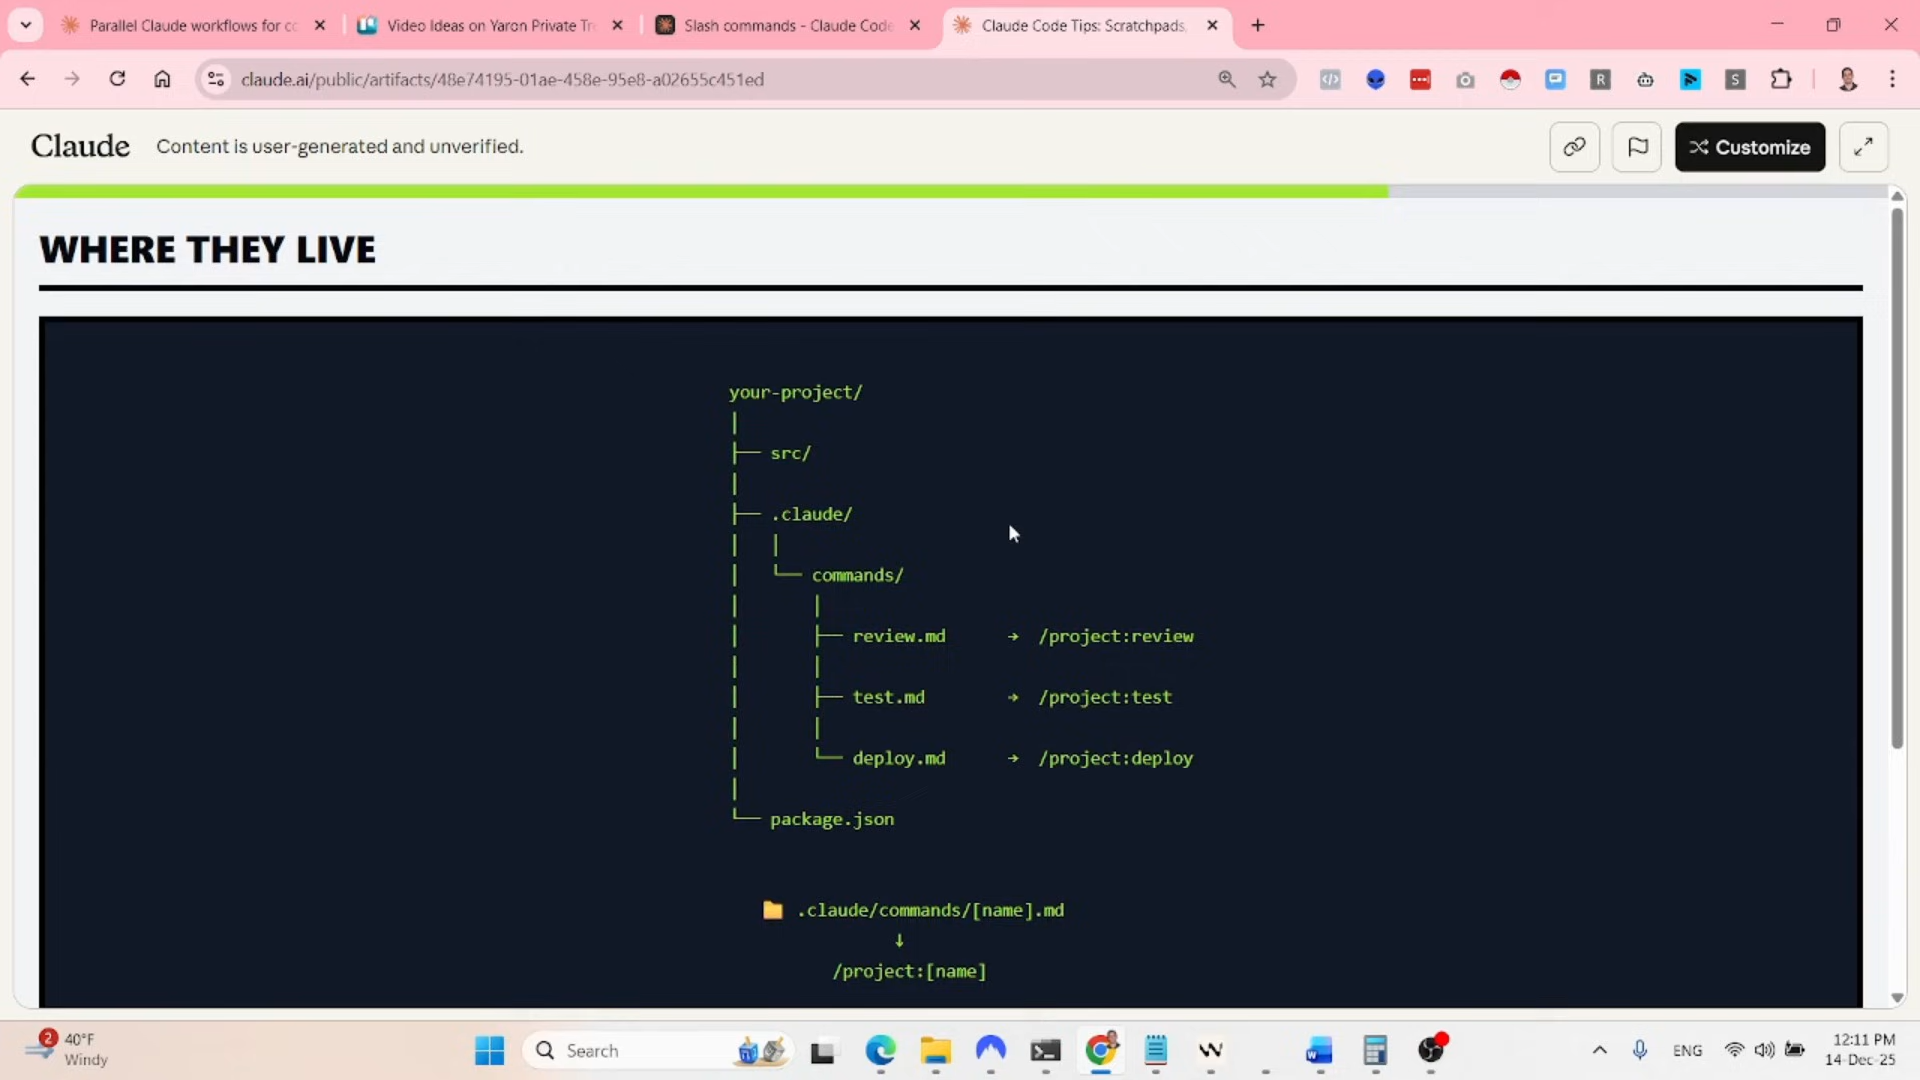 Parallel Claude workflows for co
Video Ideas on Yaron Private Tr
Slash commands - Claude Code
Claude Code Tips: Scratchpads,
claude.ai/public/artifacts/48e74195-01ae-458e-95e8-a02655c451ed
R
S
Claude
Content is user-generated and unverified.
Customize
WHERE THEY LIVE
your-project/
├── src/
├── .claude/
└── commands/
├── review.md → /project:review
├── test.md → /project:test
└── deploy.md → /project:deploy
└── package.json
.claude/commands/[name].md
↓
/project:[name]
2
40°F
Windy
Search
ENG
12:11 PM
14-Dec-25